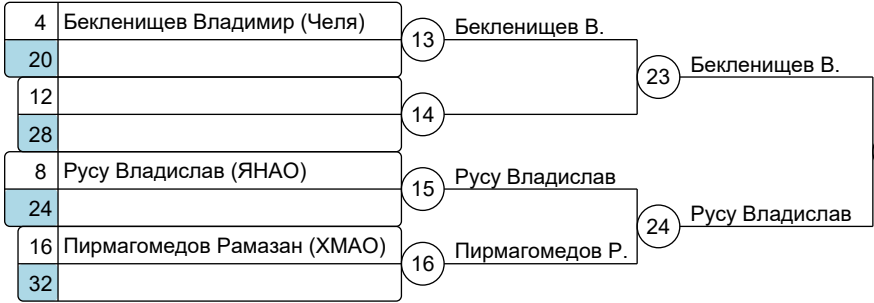 4 Бекленищев Владимир (Челя)
20
13 Бекленищев В.
12
28
14
23 Бекленищев В.
8 Русу Владислав (ЯНАО)
24
15 Русу Владислав
16 Пирмагомедов Рамазан (ХМАО)
32
16 Пирмагомедов Р.
24 Русу Владислав